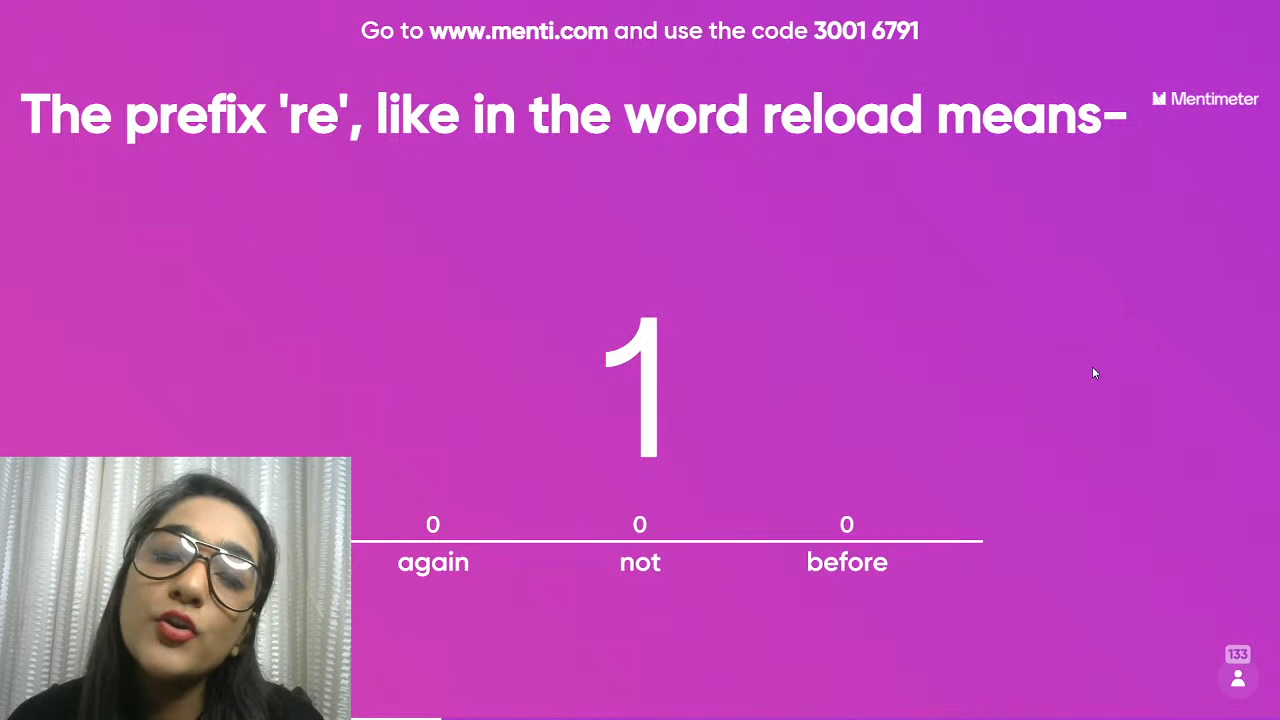 Go to www.menti.com and use the code 3001 6791
The prefix 're', like in the word reload means-
Mentimeter
1
0 0 0
again not before
133